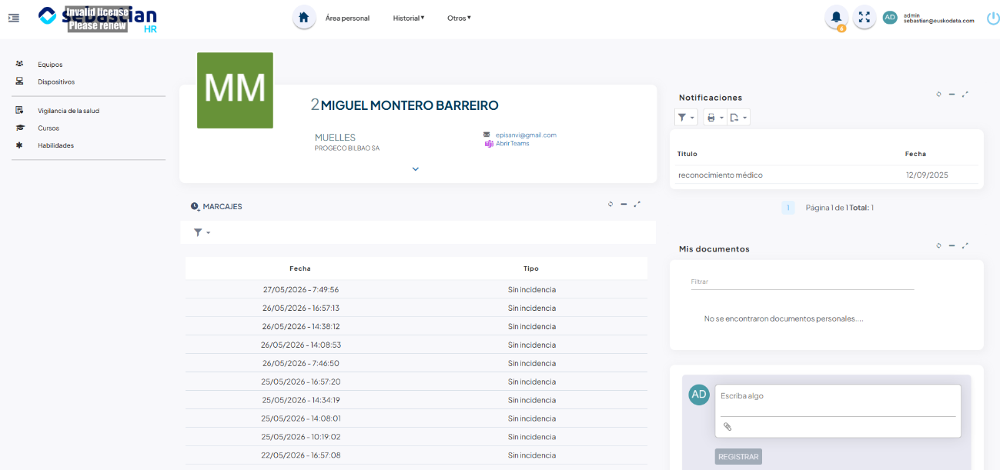 Invalid license
Please renew
sebastian
HR
Área personal
Historial
Otros
6
AD
admin
sebastian@euskodata.com
Equipos
Dispositivos
Vigilancia de la salud
Cursos
Habilidades
MM
2 MIGUEL MONTERO BARREIRO
MUELLES
PROGECO BILBAO SA
episanvi@gmail.com
Abrir Teams
MARCAJES
Fecha Tipo
27/05/2026 - 7:49:56 Sin incidencia
26/05/2026 - 16:57:13 Sin incidencia
26/05/2026 - 14:38:12 Sin incidencia
26/05/2026 - 14:08:53 Sin incidencia
26/05/2026 - 7:46:50 Sin incidencia
25/05/2026 - 16:57:20 Sin incidencia
25/05/2026 - 14:34:19 Sin incidencia
25/05/2026 - 14:08:01 Sin incidencia
25/05/2026 - 10:19:02 Sin incidencia
22/05/2026 - 16:57:08 Sin incidencia
Notificaciones
Titulo Fecha
reconocimiento médico 12/09/2025
1 Página 1 de 1 Total: 1
Mis documentos
Filtrar
No se encontraron documentos personales....
AD
Escriba algo
REGISTRAR